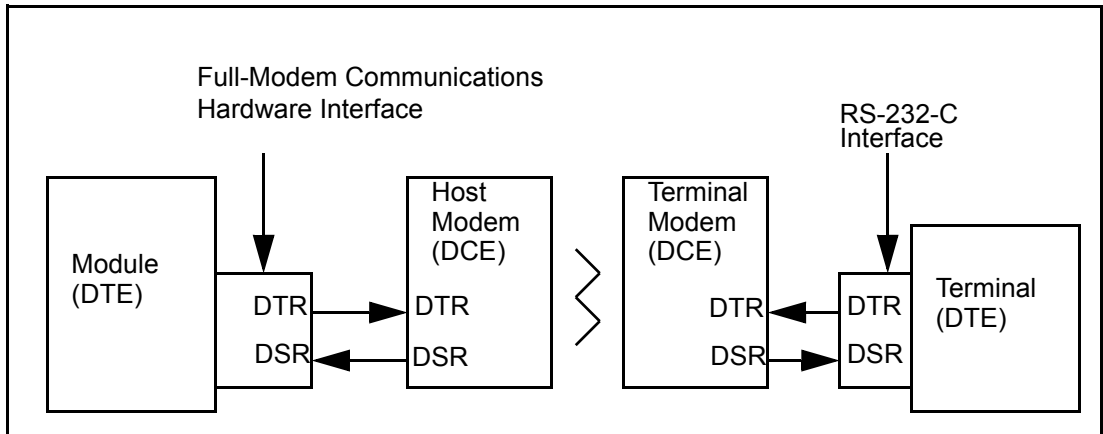 Full-Modem Communications
Hardware Interface
RS-232-C
Interface
Module
(DTE)
DTR
DSR
Host
Modem
(DCE)
DTR
DSR
Terminal
Modem
(DCE)
DTR
DSR
DTR
DSR
Terminal
(DTE)